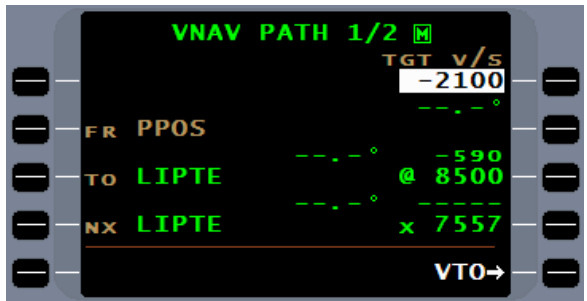 VNAV PATH 1/2 M
TGT V/S
-2100
--.-°
FR PPOS
--.-° -590
TO LIPTE @ 8500
--.-° -----
NX LIPTE x 7557
VTO→